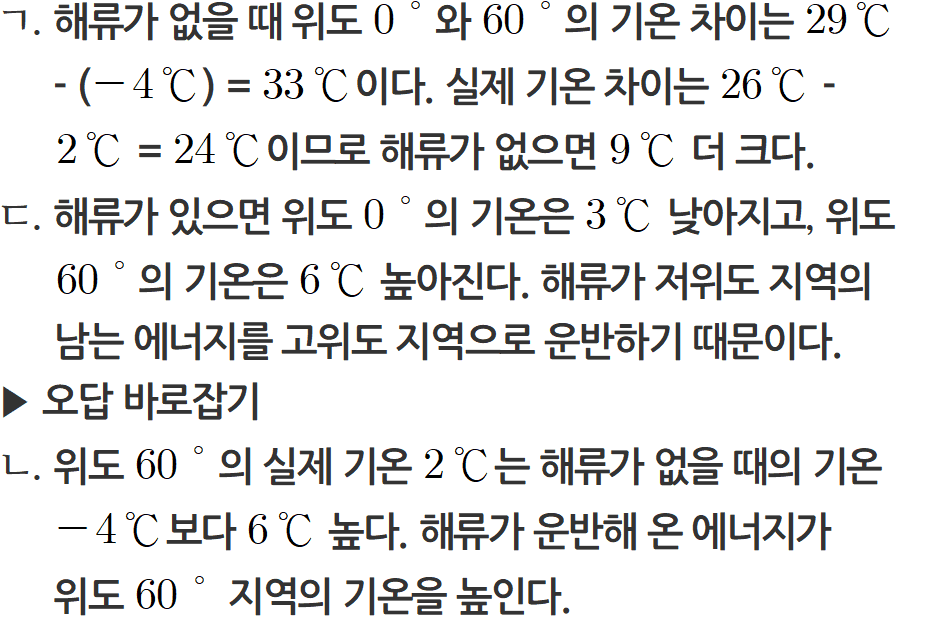 ㄱ. 해류가 없을 때 위도 0°와 60°의 기온 차이는 29℃
- (−4℃) = 33℃이다. 실제 기온 차이는 26℃ -
2℃ = 24℃이므로 해류가 없으면 9℃ 더 크다.
ㄷ. 해류가 있으면 위도 0°의 기온은 3℃ 낮아지고, 위도
60°의 기온은 6℃ 높아진다. 해류가 저위도 지역의
남는 에너지를 고위도 지역으로 운반하기 때문이다.
▶ 오답 바로잡기
ㄴ. 위도 60°의 실제 기온 2℃는 해류가 없을 때의 기온
−4℃보다 6℃ 높다. 해류가 운반해 온 에너지가
위도 60° 지역의 기온을 높인다.